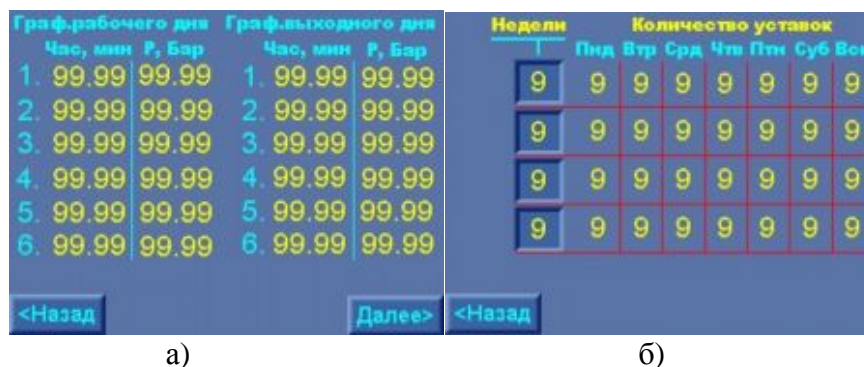 Граф.рабочего дня Граф.выходного дня
Час, мин Р, Бар Час, мин Р, Бар
1. 99.99 99.99 1. 99.99 99.99
2. 99.99 99.99 2. 99.99 99.99
3. 99.99 99.99 3. 99.99 99.99
4. 99.99 99.99 4. 99.99 99.99
5. 99.99 99.99 5. 99.99 99.99
6. 99.99 99.99 6. 99.99 99.99
<Назад Далее>
Недели Количество уставок
Пнд Втр Срд Чтв Птн Суб Вск
9 9 9 9 9 9 9 9
9 9 9 9 9 9 9 9
9 9 9 9 9 9 9 9
9 9 9 9 9 9 9 9
<Назад
а) б)